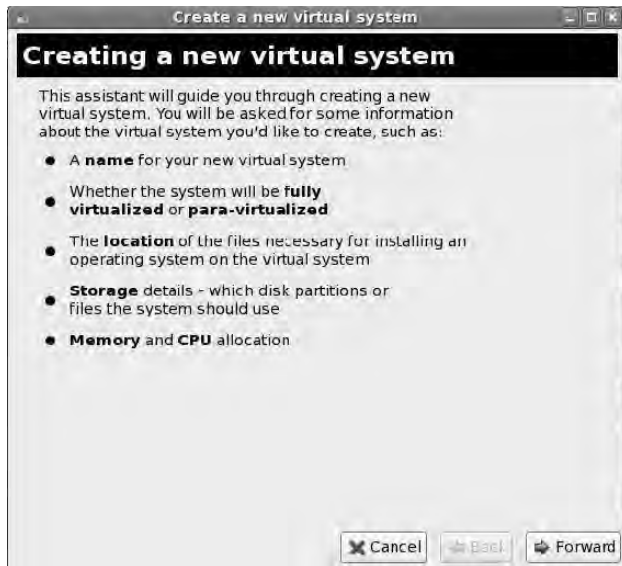 Create a new virtual system
Creating a new virtual system
This assistant will guide you through creating a new
virtual system. You will be asked for some information
about the virtual system you'd like to create, such as:
A name for your new virtual system
Whether the system will be fully
virtualized or para-virtualized
The location of the files necessary for installing an
operating system on the virtual system
Storage details - which disk partitions or
files the system should use
Memory and CPU allocation
Cancel Back Forward